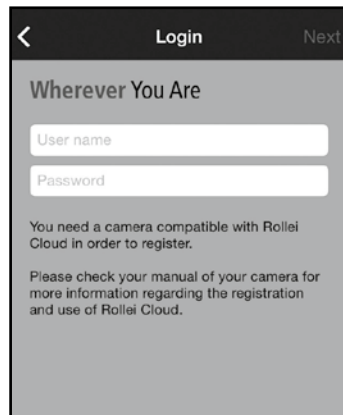 Login Next
Wherever You Are
User name
Password
You need a camera compatible with Rollei
Cloud in order to register.
Please check your manual of your camera for
more information regarding the registration
and use of Rollei Cloud.